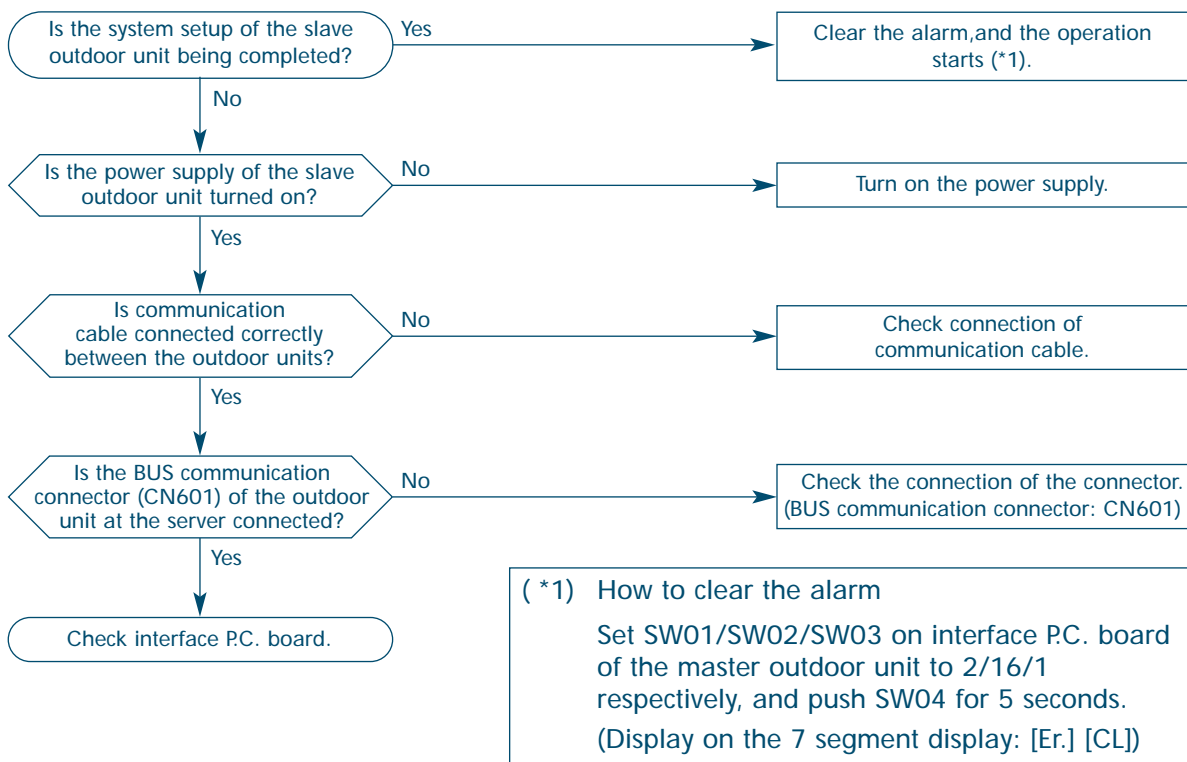 Is the system setup of the slave
outdoor unit being completed?
Yes
Clear the alarm,and the operation
starts (*1).
No
Is the power supply of the slave
outdoor unit turned on?
No
Turn on the power supply.
Yes
Is communication
cable connected correctly
between the outdoor units?
No
Check connection of
communication cable.
Yes
Is the BUS communication
connector (CN601) of the outdoor
unit at the server connected?
No
Check the connection of the connector.
(BUS communication connector: CN601)
Yes
Check interface P.C. board.
( *1) How to clear the alarm
Set SW01/SW02/SW03 on interface P.C. board
of the master outdoor unit to 2/16/1
respectively, and push SW04 for 5 seconds.
(Display on the 7 segment display: [Er.] [CL])